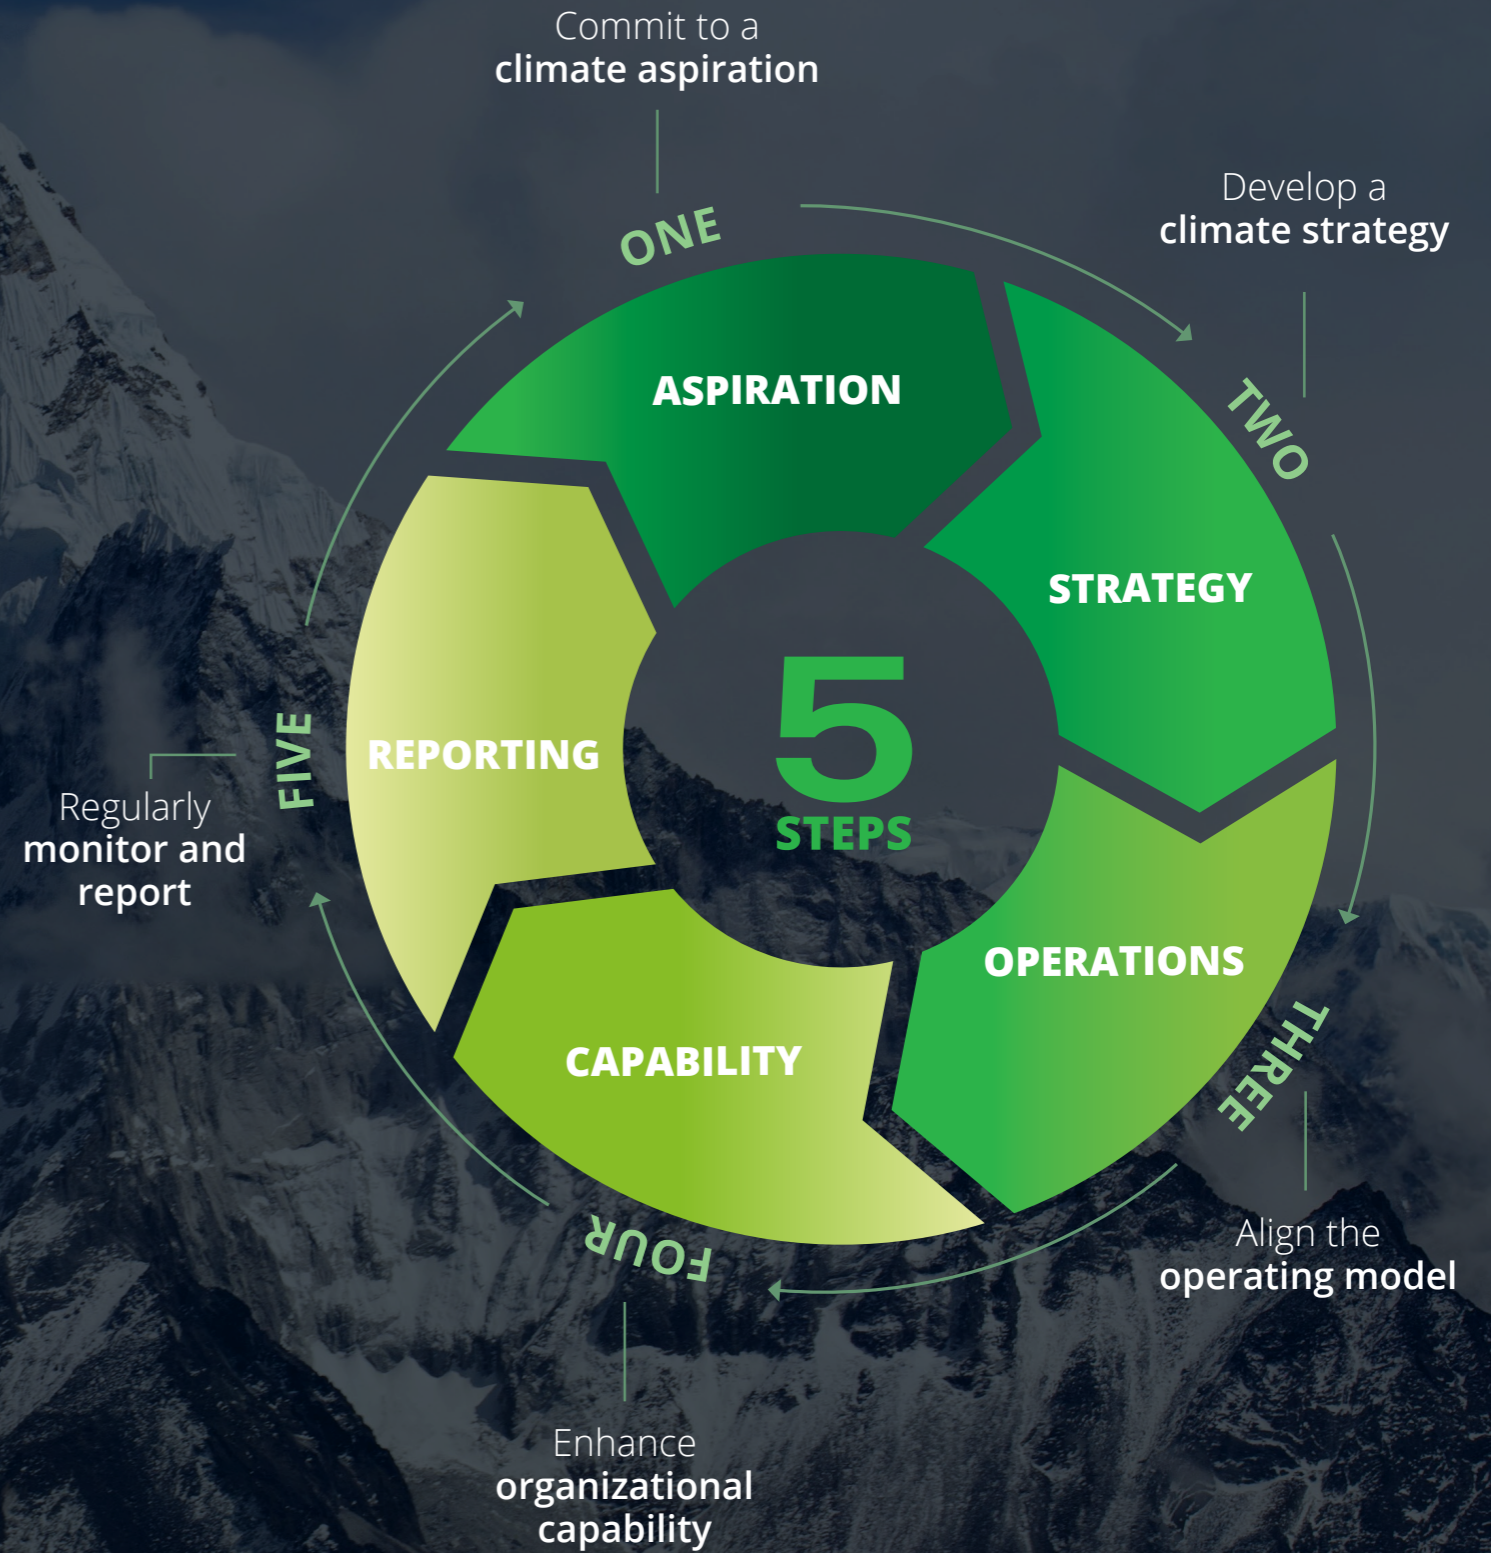 Commit to a
climate aspiration
ONE
ASPIRATION
Develop a
climate strategy
TWO
STRATEGY
5
STEPS
OPERATIONS
THREE
Align the
operating model
CAPABILITY
FOUR
Enhance
organizational
capability
REPORTING
FIVE
Regularly
monitor and
report